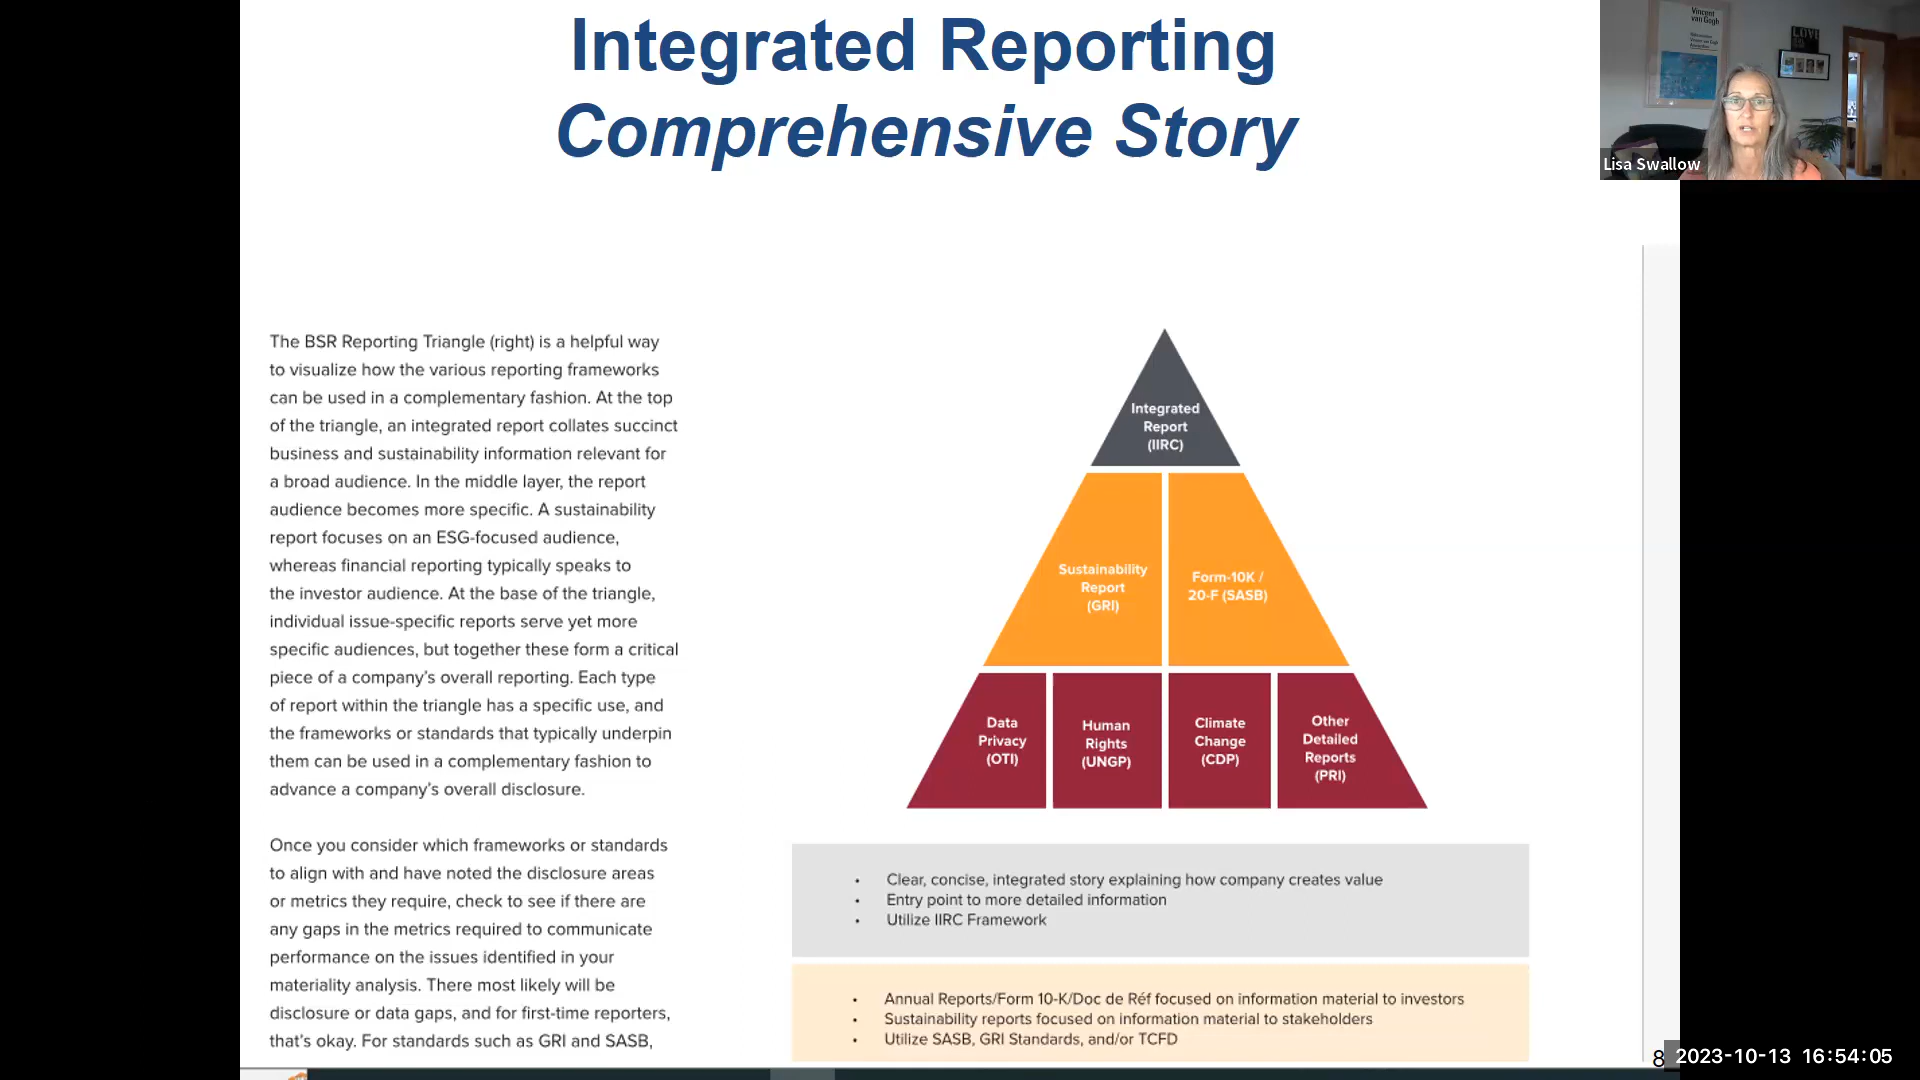 Integrated Reporting
Comprehensive Story
Vincent
van Gogh
LOVE
Lisa Swallow
The BSR Reporting Triangle (right) is a helpful way
to visualize how the various reporting frameworks
can be used in a complementary fashion. At the top
of the triangle, an integrated report collates succinct
business and sustainability information relevant for
a broad audience. In the middle layer, the report
audience becomes more specific. A sustainability
report focuses on an ESG-focused audience,
whereas financial reporting typically speaks to
the investor audience. At the base of the triangle,
individual issue-specific reports serve yet more
specific audiences, but together these form a critical
piece of a company’s overall reporting. Each type
of report within the triangle has a specific use, and
the frameworks or standards that typically underpin
them can be used in a complementary fashion to
advance a company’s overall disclosure.
Once you consider which frameworks or standards
to align with and have noted the disclosure areas
or metrics they require, check to see if there are
any gaps in the metrics required to communicate
performance on the issues identified in your
materiality analysis. There most likely will be
disclosure or data gaps, and for first-time reporters,
that’s okay. For standards such as GRI and SASB,
Integrated
Report
(IIRC)
Sustainability
Report
(GRI)
Form-10K /
20-F (SASB)
Data
Privacy
(OTI)
Human
Rights
(UNGP)
Climate
Change
(CDP)
Other
Detailed
Reports
(PRI)
• Clear, concise, integrated story explaining how company creates value
• Entry point to more detailed information
• Utilize IIRC Framework
• Annual Reports/Form 10-K/Doc de Réf focused on information material to investors
• Sustainability reports focused on information material to stakeholders
• Utilize SASB, GRI Standards, and/or TCFD
8
2023-10-13 16:54:05